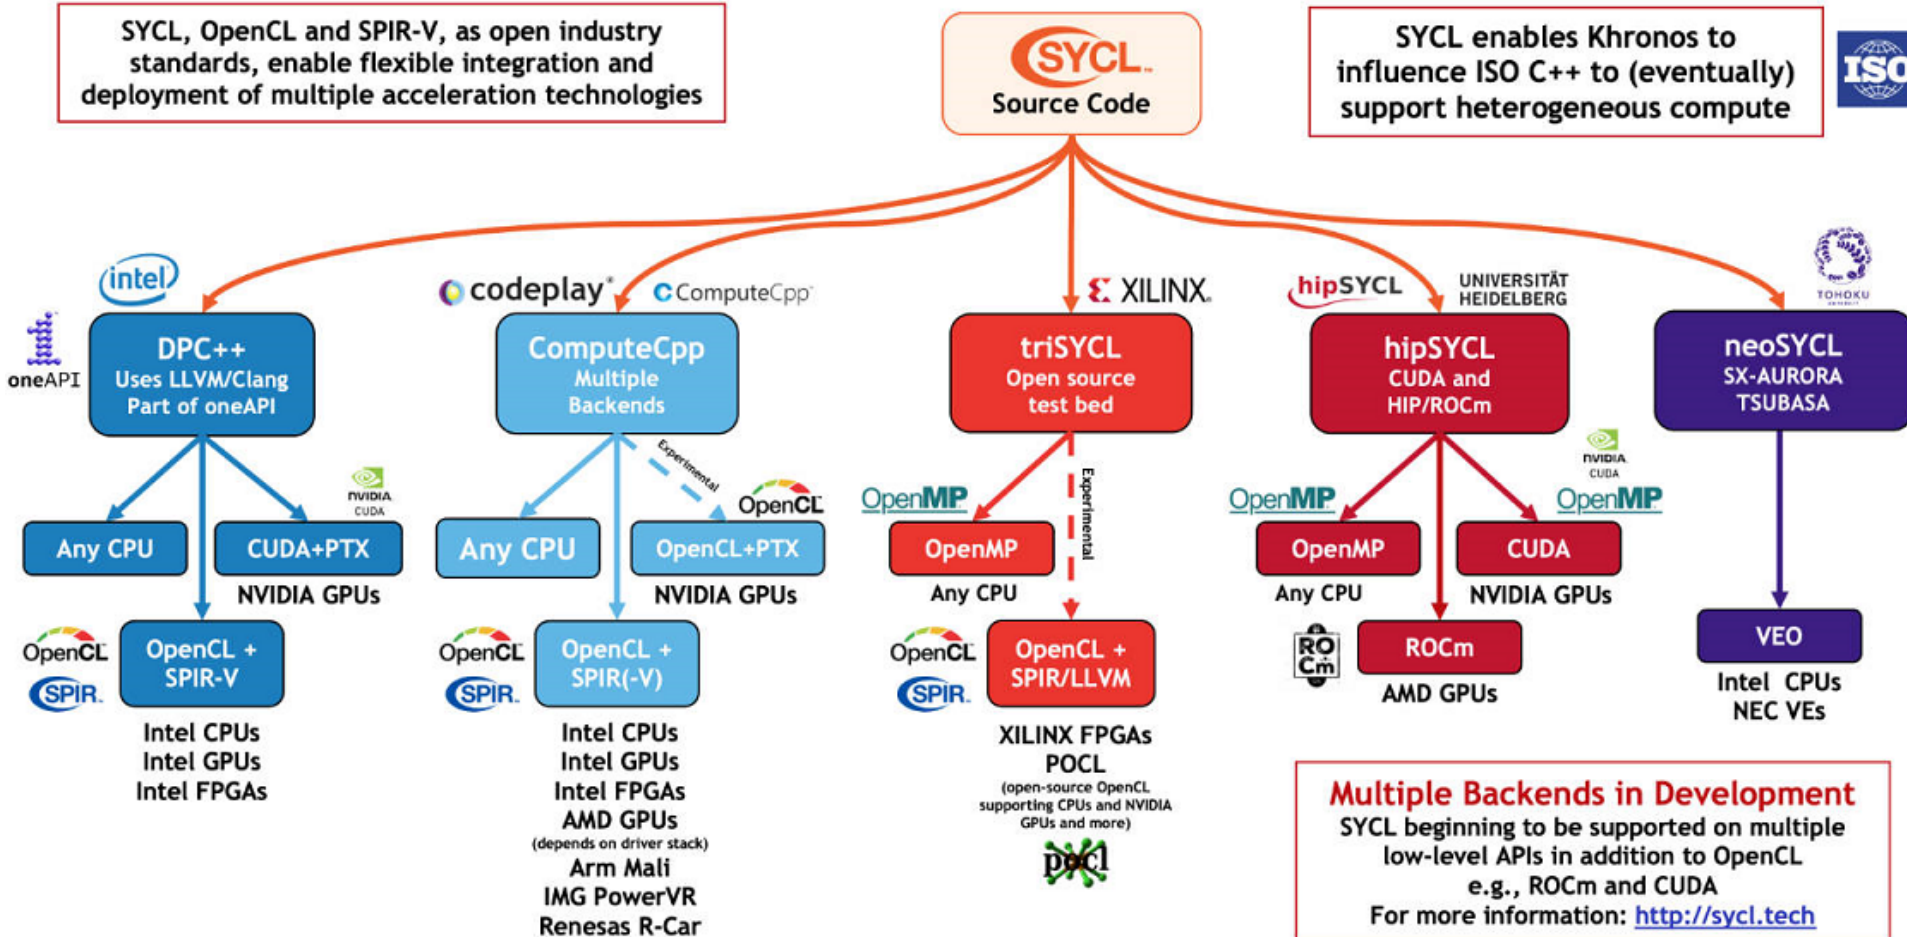 SYCL, OpenCL and SPIR-V, as open industry
standards, enable flexible integration and
deployment of multiple acceleration technologies
SYCL™
Source Code
SYCL enables Khronos to
influence ISO C++ to (eventually)
support heterogeneous compute
ISO
intel
oneAPI
DPC++
Uses LLVM/Clang
Part of oneAPI
NVIDIA
CUDA
Any CPU
CUDA+PTX
NVIDIA GPUs
OpenCL
SPIR™
OpenCL +
SPIR-V
Intel CPUs
Intel GPUs
Intel FPGAs
codeplay®
ComputeCpp™
ComputeCpp
Multiple
Backends
Experimental
OpenCL
Any CPU
OpenCL+PTX
NVIDIA GPUs
OpenCL
SPIR™
OpenCL +
SPIR(-V)
Intel CPUs
Intel GPUs
Intel FPGAs
AMD GPUs
(depends on driver stack)
Arm Mali
IMG PowerVR
Renesas R-Car
XILINX®
triSYCL
Open source
test bed
OpenMP
Experimental
OpenMP
Any CPU
OpenCL
SPIR™
OpenCL +
SPIR/LLVM
XILINX FPGAs
POCL
(open-source OpenCL
supporting CPUs and NVIDIA
GPUs and more)
pocl
hipSYCL
UNIVERSITÄT
HEIDELBERG
hipSYCL
CUDA and
HIP/ROCm
NVIDIA
CUDA
OpenMP
OpenMP
OpenMP
CUDA
Any CPU
NVIDIA GPUs
ROCm
ROCm
AMD GPUs
TOHOKU
UNIVERSITY
neoSYCL
SX-AURORA
TSUBASA
VEO
Intel CPUs
NEC VEs
Multiple Backends in Development
SYCL beginning to be supported on multiple
low-level APIs in addition to OpenCL
e.g., ROCm and CUDA
For more information: http://sycl.tech